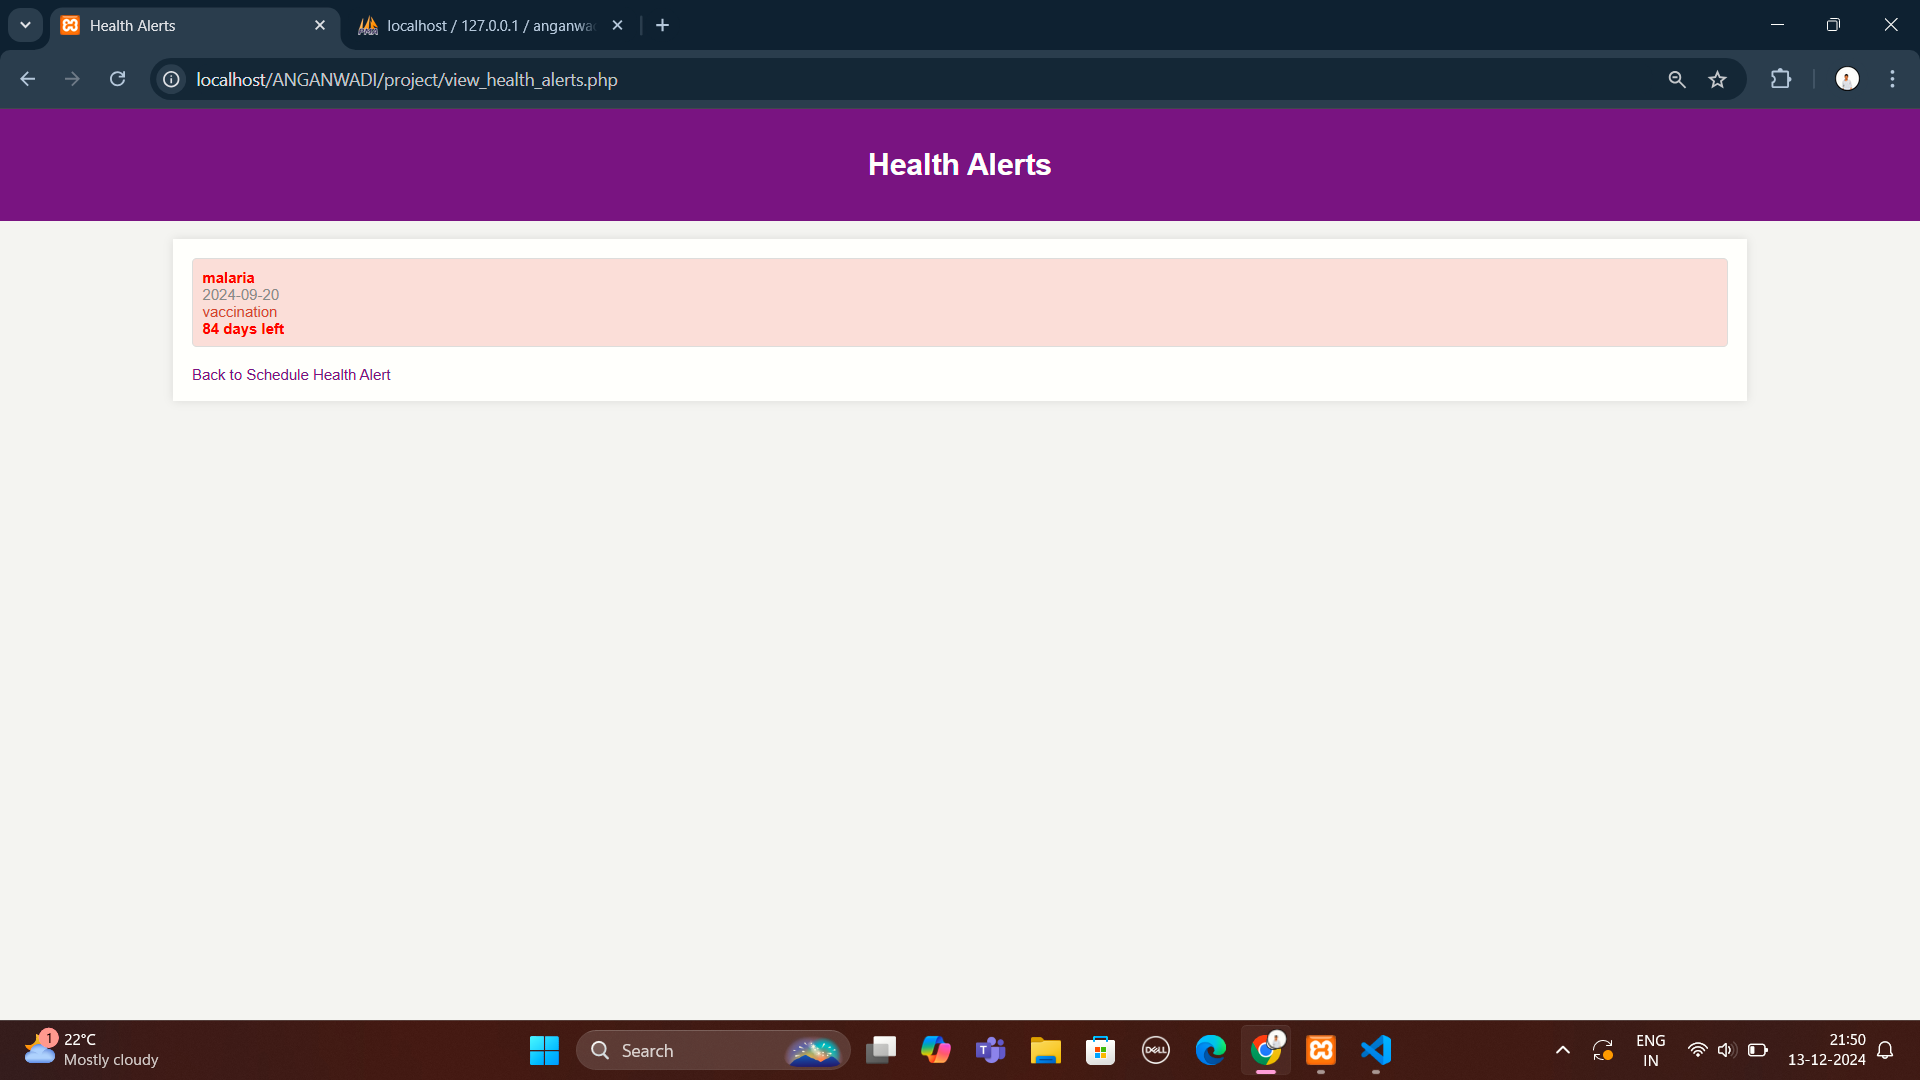 Health Alerts
localhost / 127.0.0.1 / anganwa
localhost/ANGANWADI/project/view_health_alerts.php
Health Alerts
malaria
2024-09-20
vaccination
84 days left
Back to Schedule Health Alert
1
22°C
Mostly cloudy
Search
DELL
ENG
IN
21:50
13-12-2024